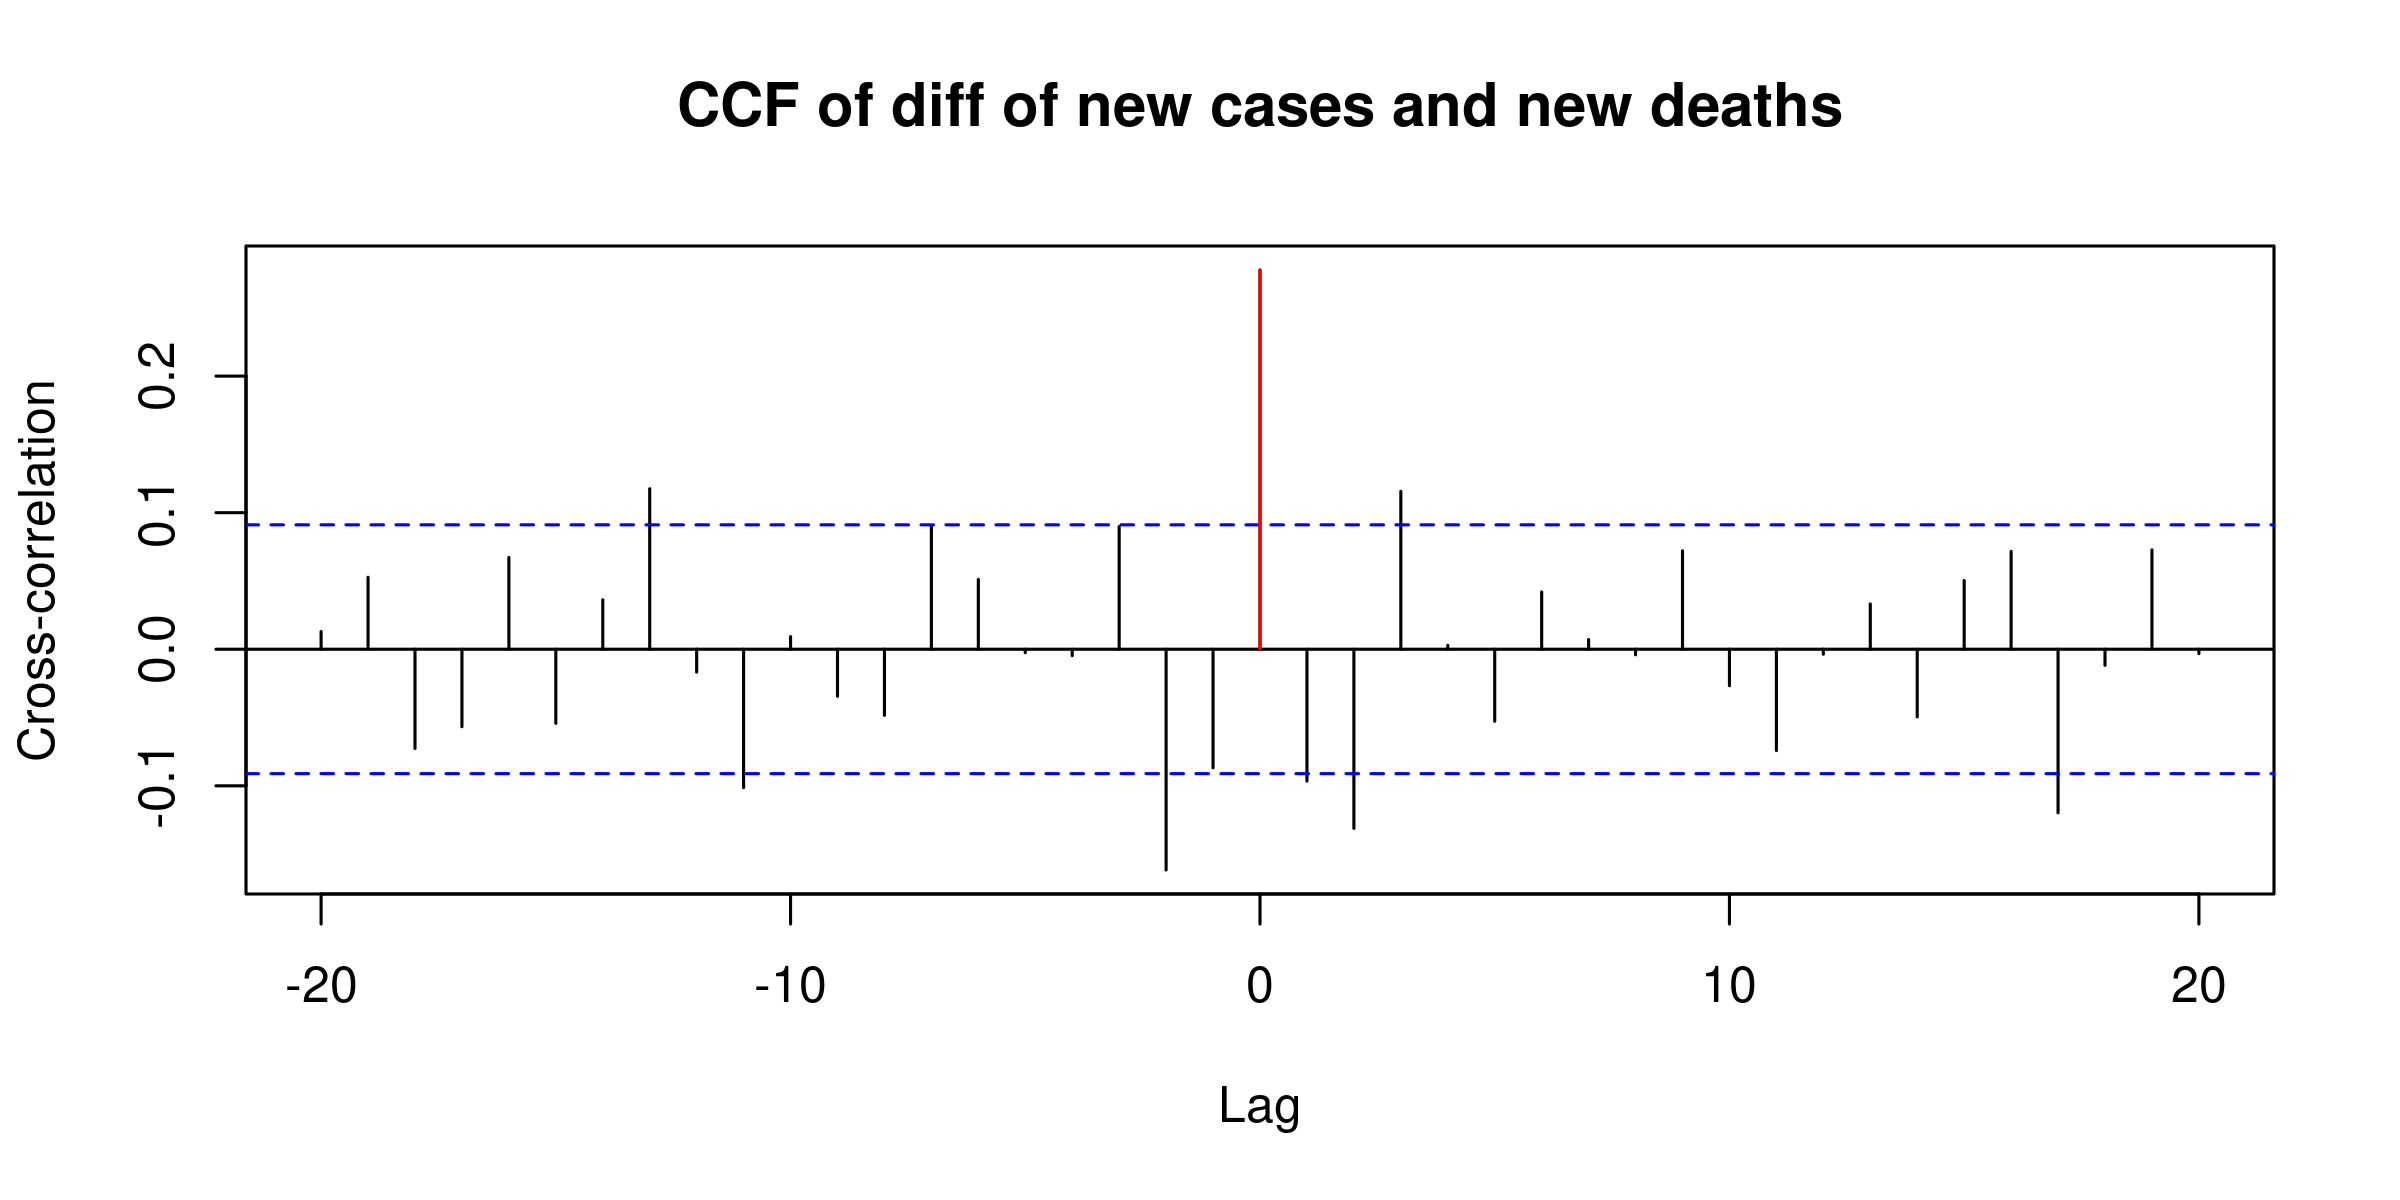 CCF of diff of new cases and new deaths
Cross-correlation
0.2
0.1
0.0
-0.1
-20 -10 0 10 20
Lag